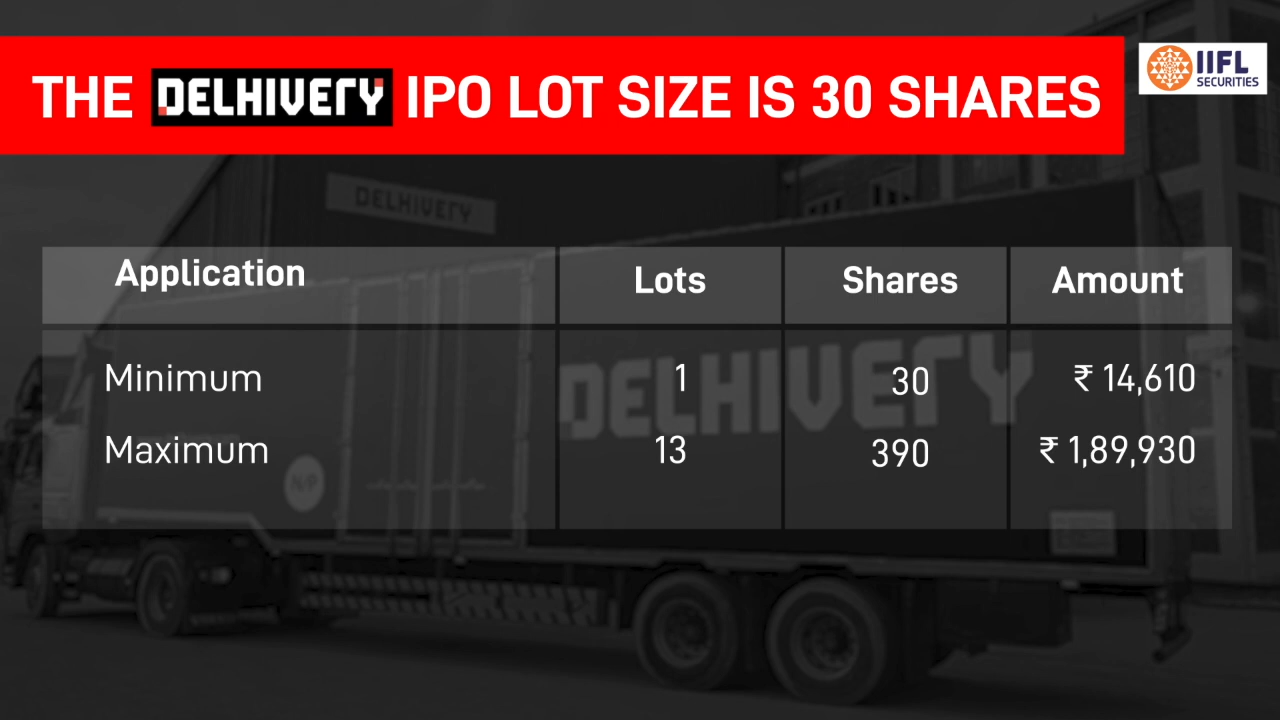 THE DELHIVERY IPO LOT SIZE IS 30 SHARES
IIFL
SECURITIES
DELHIVERY
Application Lots Shares Amount
Minimum 1 30 ₹ 14,610
DELHIVERY
Maximum 13 390 ₹ 1,89,930